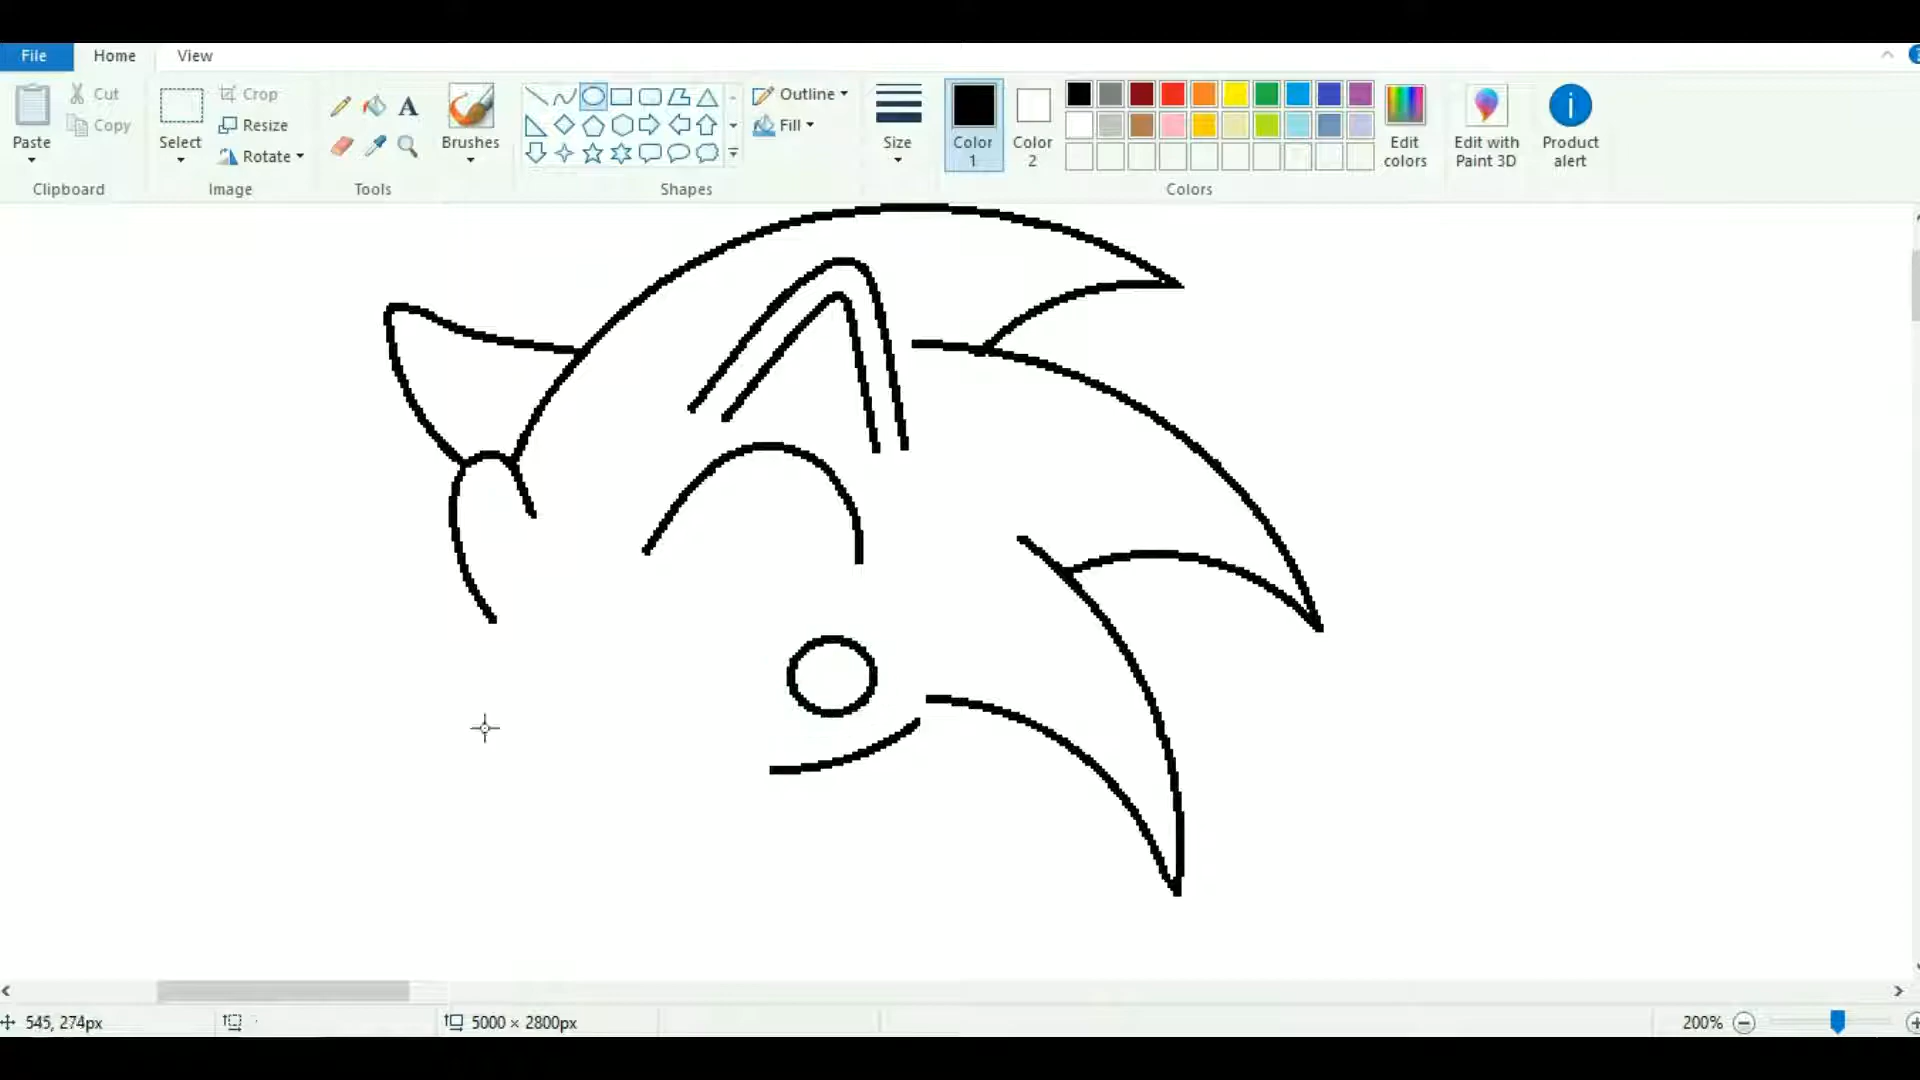 File Home View
Paste Cut Copy
Clipboard
Select Crop Resize Rotate
Image
A
Tools
Brushes
Shapes
Outline
Fill
Size
Color 1
Color 2
Edit colors
Colors
Edit with Paint 3D
Product alert
545, 274px
5000 × 2800px
200%